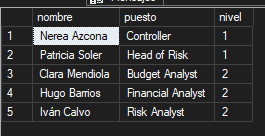 Mensajes
nombre puesto nivel
1 Nerea Azcona Controller 1
2 Patricia Soler Head of Risk 1
3 Clara Mendiola Budget Analyst 2
4 Hugo Barrios Financial Analyst 2
5 Iván Calvo Risk Analyst 2